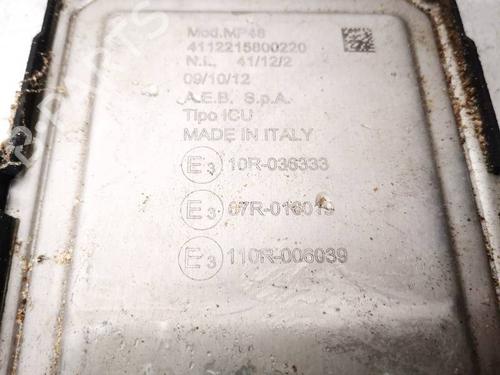 Mod.MP48
4112215800220
N.L. 41/12/2
09/10/12
A.E.B. S.p.A.
Tipo ICU
MADE IN ITALY
E3 10R-036333
E3 67R-016019
E3 110R-006039